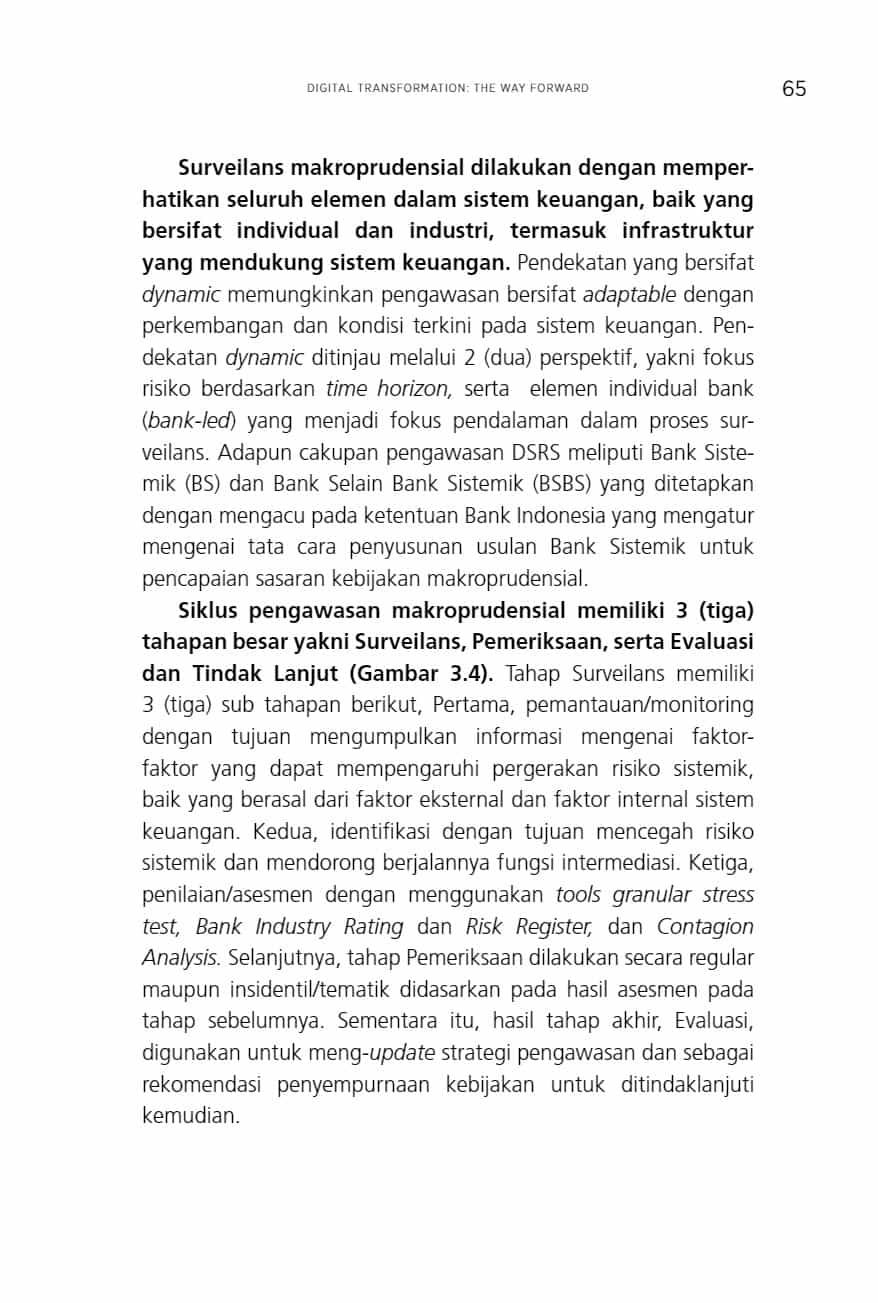 DIGITAL TRANSFORMATION: THE WAY FORWARD
65
Surveilans makroprudensial dilakukan dengan memper-
hatikan seluruh elemen dalam sistem keuangan, baik yang
bersifat individual dan industri, termasuk infrastruktur
yang mendukung sistem keuangan. Pendekatan yang bersifat
dynamic memungkinkan pengawasan bersifat adaptable dengan
perkembangan dan kondisi terkini pada sistem keuangan. Pen-
dekatan dynamic ditinjau melalui 2 (dua) perspektif, yakni fokus
risiko berdasarkan time horizon, serta elemen individual bank
(bank-led) yang menjadi fokus pendalaman dalam proses sur-
veilans. Adapun cakupan pengawasan DSRS meliputi Bank Siste-
mik (BS) dan Bank Selain Bank Sistemik (BSBS) yang ditetapkan
dengan mengacu pada ketentuan Bank Indonesia yang mengatur
mengenai tata cara penyusunan usulan Bank Sistemik untuk
pencapaian sasaran kebijakan makroprudensial.
Siklus pengawasan makroprudensial memiliki 3 (tiga)
tahapan besar yakni Surveilans, Pemeriksaan, serta Evaluasi
dan Tindak Lanjut (Gambar 3.4). Tahap Surveilans memiliki
3 (tiga) sub tahapan berikut, Pertama, pemantauan/monitoring
dengan tujuan mengumpulkan informasi mengenai faktor-
faktor yang dapat mempengaruhi pergerakan risiko sistemik,
baik yang berasal dari faktor eksternal dan faktor internal sistem
keuangan. Kedua, identifikasi dengan tujuan mencegah risiko
sistemik dan mendorong berjalannya fungsi intermediasi. Ketiga,
penilaian/asesmen dengan menggunakan tools granular stress
test, Bank Industry Rating dan Risk Register, dan Contagion
Analysis. Selanjutnya, tahap Pemeriksaan dilakukan secara regular
maupun insidentil/tematik didasarkan pada hasil asesmen pada
tahap sebelumnya. Sementara itu, hasil tahap akhir, Evaluasi,
digunakan untuk meng-update strategi pengawasan dan sebagai
rekomendasi penyempurnaan kebijakan untuk ditindaklanjuti
kemudian.